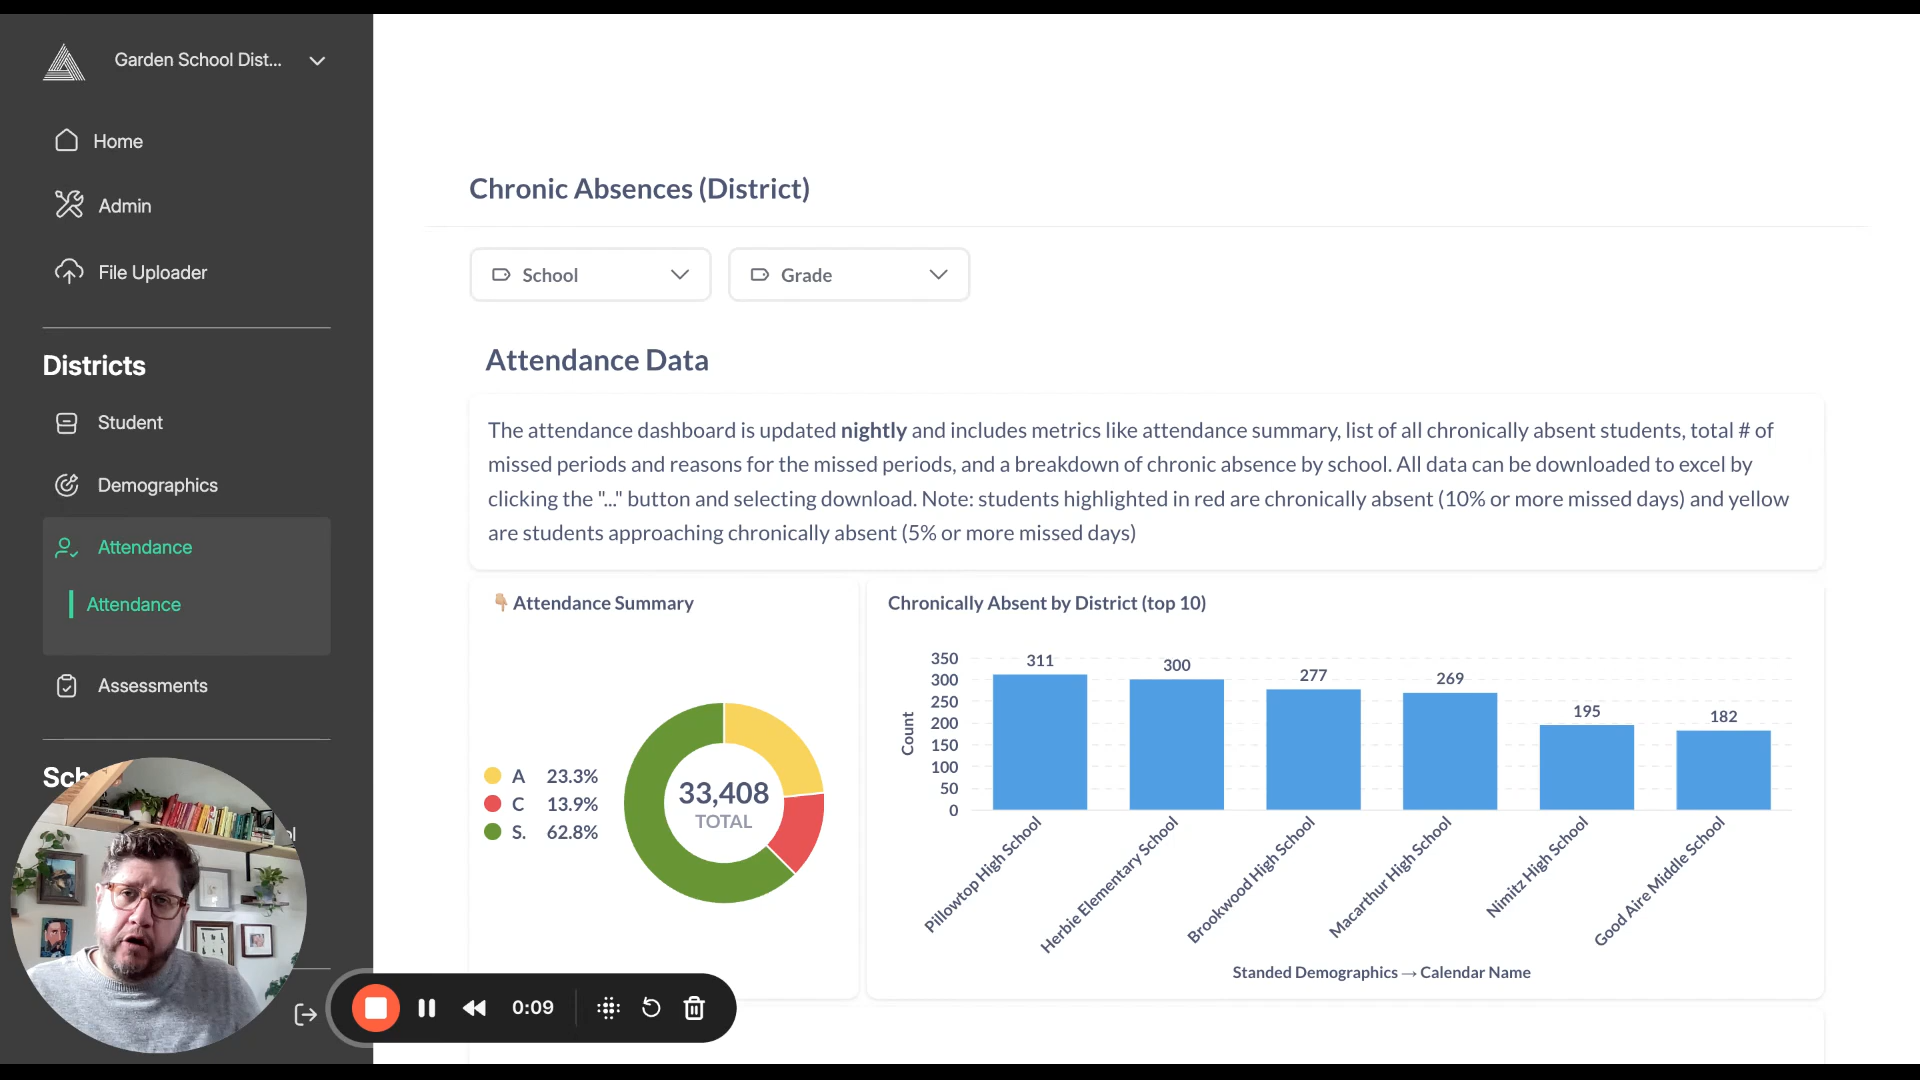 Garden School Dist...
Home
Admin
File Uploader
Districts
Student
Demographics
Attendance
Attendance
Assessments
Chronic Absences (District)
School
Grade
Attendance Data
The attendance dashboard is updated nightly and includes metrics like attendance summary, list of all chronically absent students, total # of
missed periods and reasons for the missed periods, and a breakdown of chronic absence by school. All data can be downloaded to excel by
clicking the "..." button and selecting download. Note: students highlighted in red are chronically absent (10% or more missed days) and yellow
are students approaching chronically absent (5% or more missed days)
Attendance Summary
A 23.3%
C 13.9%
S. 62.8%
33,408
TOTAL
Chronically Absent by District (top 10)
Count
350
300
250
200
150
100
50
0
311
300
277
269
195
182
Pillowtop High School
Herbie Elementary School
Brookwood High School
Macarthur High School
Nimitz High School
Good Aire Middle School
Standed Demographics → Calendar Name
0:09